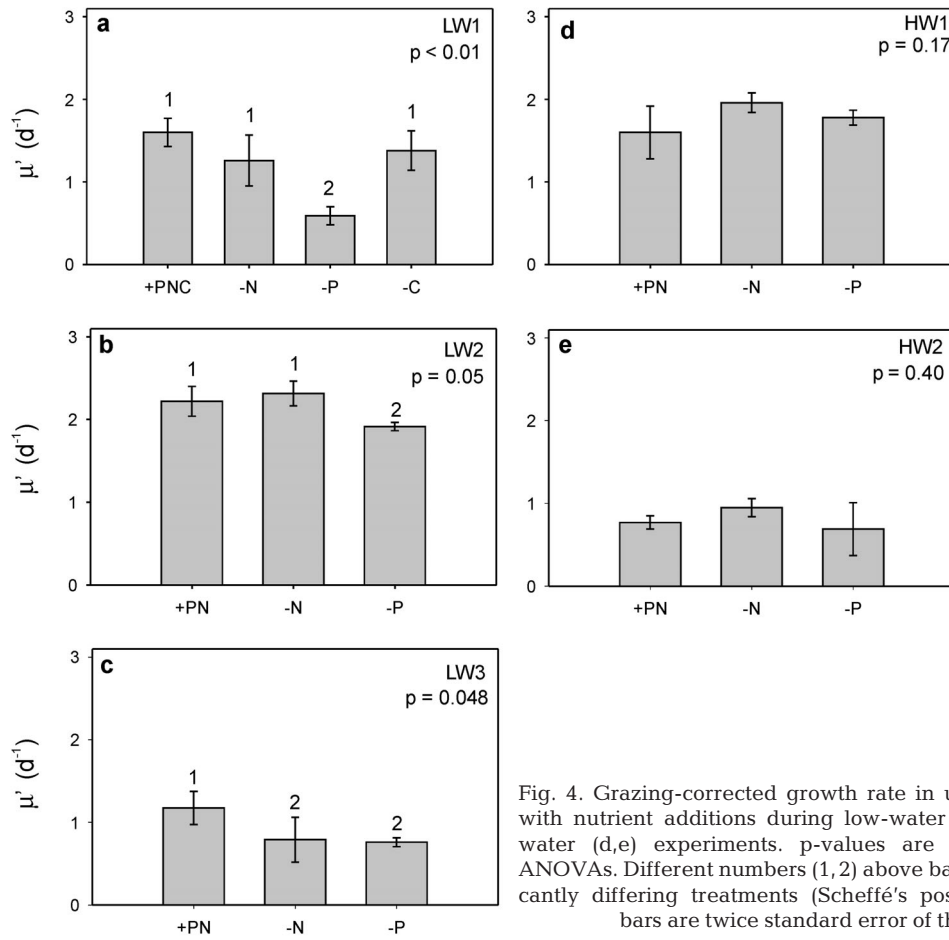 a
LW1
p < 0.01
3
2
1
0
μ' (d⁻¹)
1
1
2
1
+PNC -N -P -C
b
LW2
p = 0.05
3
2
1
0
μ' (d⁻¹)
1
1
2
+PN -N -P
c
LW3
p = 0.048
3
2
1
0
μ' (d⁻¹)
1
2
2
+PN -N -P
d
HW1
p = 0.17
3
2
1
0
+PN -N -P
e
HW2
p = 0.40
3
2
1
0
+PN -N -P
Fig. 4. Grazing-corrected growth rate in
with nutrient additions during low-water
water (d,e) experiments. p-values are
ANOVAs. Different numbers (1,2) above
cantly differing treatments (Scheffé's
bars are twice standard error of